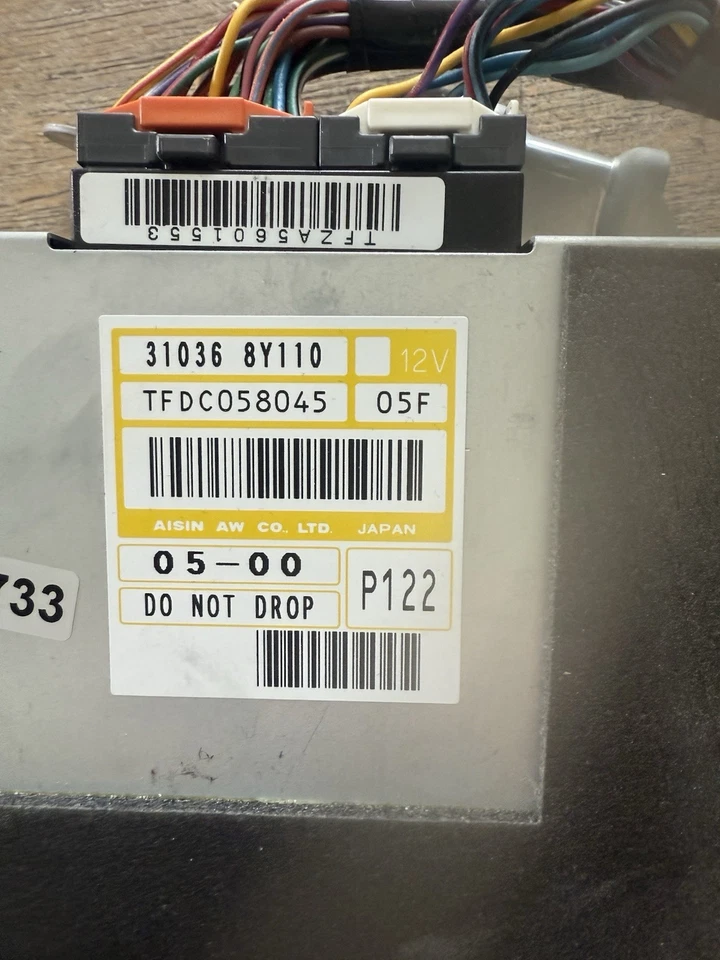 TFZA5601553
31036 8Y110
12V
TFDC058045
05F
AISIN AW CO., LTD. JAPAN
05-00
DO NOT DROP
P122
733